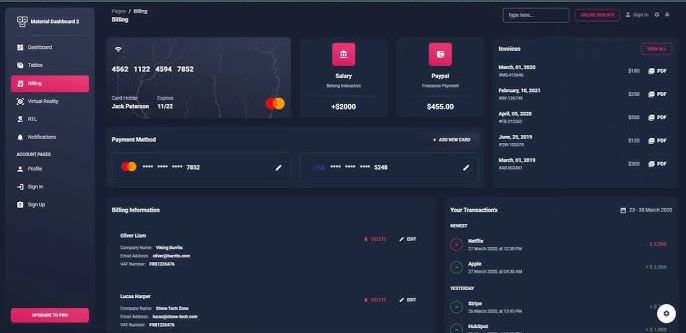 Material Dashboard 2
Dashboard
Tables
Billing
Virtual Reality
RTL
Notifications
ACCOUNT PAGES
Profile
Sign In
Sign Up
UPGRADE TO PRO
Pages / Billing
Billing
Type here...
ONLINE BUILDER
Sign In
4562 1122 4594 7852
Card Holder
Jack Peterson
Expires
11/22
Salary
Belong Interactive
+$2000
Paypal
Freelance Payment
$455.00
Invoices
VIEW ALL
March, 01, 2020
#MS-415646
$180 PDF
February, 10, 2021
#RV-126749
$250 PDF
April, 05, 2020
#FB-212562
$560 PDF
June, 25, 2019
#QW-103578
$120 PDF
March, 01, 2019
#AR-803481
$300 PDF
Payment Method
+ ADD NEW CARD
**** **** **** 7852
**** **** **** 5248
Billing Information
Oliver Liam
DELETE EDIT
Company Name: Viking Burrito
Email Address: oliver@burrito.com
VAT Number: FRB1235476
Lucas Harper
DELETE EDIT
Company Name: Stone Tech Zone
Email Address: lucas@stone-tech.com
VAT Number: FRB1235476
Your Transaction's
23 - 30 March 2020
NEWEST
Netflix
27 March 2020, at 12:30 PM
- $ 2,500
Apple
27 March 2020, at 04:30 AM
+ $ 2,000
YESTERDAY
Stripe
26 March 2020, at 13:45 PM
HubSpot
+ $ 1,000